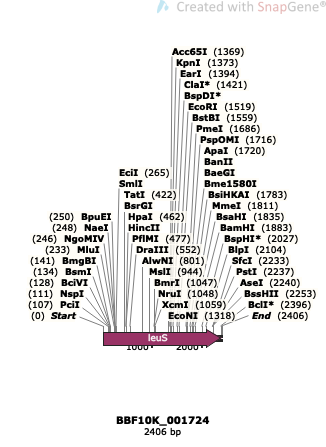 Created with SnapGene®
Acc65I (1369)
KpnI (1373)
EarI (1394)
ClaI* (1421)
BspDI*
EcoRI (1519)
BstBI (1559)
PmeI (1686)
PspOMI (1716)
ApaI (1720)
BanII
EciI (265) BaeGI
SmlI Bme1580I
TatI (422) BsiHKAI (1783)
BsrGI MmeI (1811)
(250) BpuEI HpaI (462) BsaHI (1835)
(248) NaeI HincII BamHI (1883)
(246) NgoMIV PflMI (477) BspHI* (2027)
(233) MluI DraIII (552) BlpI (2104)
(141) BmgBI AlwNI (801) SfcI (2233)
(134) BsmI MslI (944) PstI (2237)
(128) BciVI BmrI (1047) AseI (2240)
(111) NspI NruI (1048) BssHII (2253)
(107) PciI XcmI (1059) BclI* (2396)
(0) Start EcoNI (1318) End (2406)
leuS
1000 2000
BBF10K_001724
2406 bp